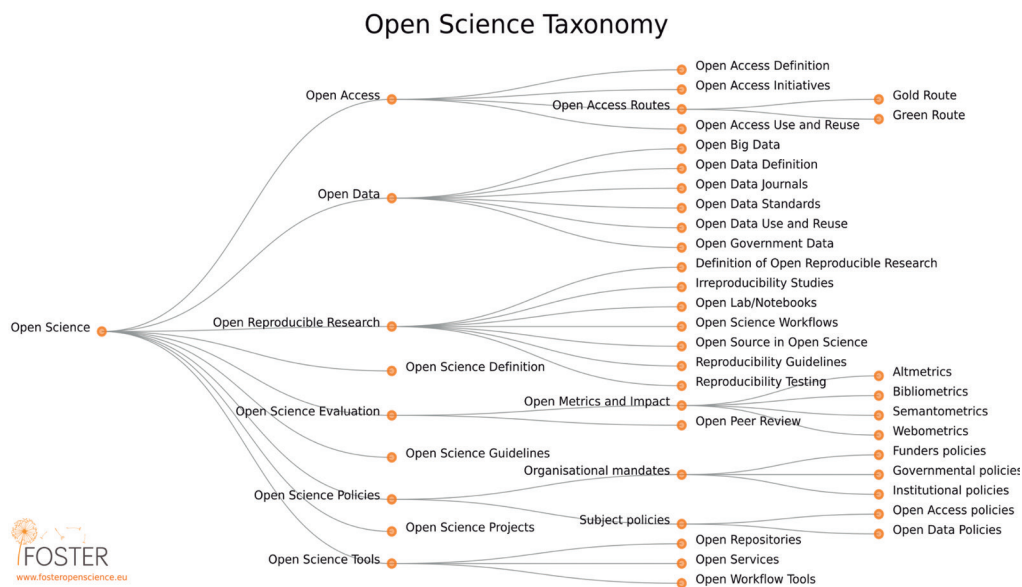 Open Science Taxonomy
Open Science
Open Access
Open Access Definition
Open Access Initiatives
Open Access Routes
Gold Route
Green Route
Open Access Use and Reuse
Open Data
Open Big Data
Open Data Definition
Open Data Journals
Open Data Standards
Open Data Use and Reuse
Open Government Data
Open Reproducible Research
Definition of Open Reproducible Research
Irreproducibility Studies
Open Lab/Notebooks
Open Science Workflows
Open Source in Open Science
Reproducibility Guidelines
Reproducibility Testing
Open Science Definition
Open Science Evaluation
Open Metrics and Impact
Altmetrics
Bibliometrics
Semantometrics
Webometrics
Open Peer Review
Open Science Guidelines
Open Science Policies
Organisational mandates
Funders policies
Governmental policies
Institutional policies
Subject policies
Open Access policies
Open Data Policies
Open Science Projects
Open Science Tools
Open Repositories
Open Services
Open Workflow Tools
FOSTER
www.fosteropenscience.eu